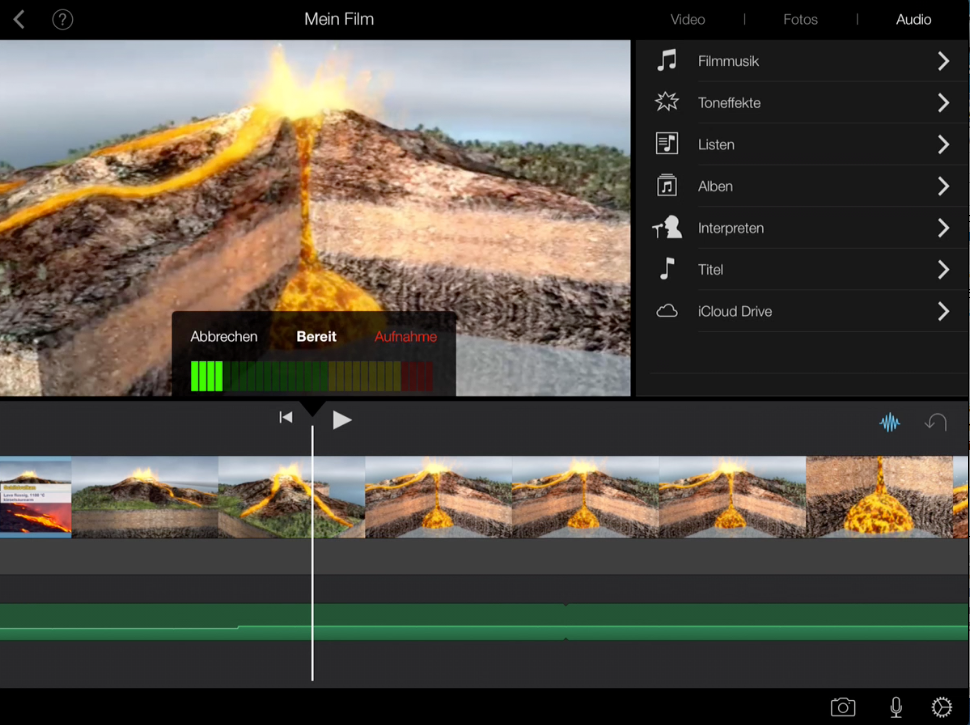 Mein Film
Video
Fotos
Audio
Filmmusik
Toneffekte
Listen
Alben
Interpreten
Titel
iCloud Drive
Abbrechen
Bereit
Aufnahme